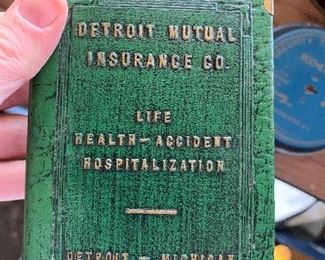 DETROIT MUTUAL
INSURANCE CO.
LIFE
HEALTH — ACCIDENT
HOSPITALIZATION
DETROIT — MICHIGAN